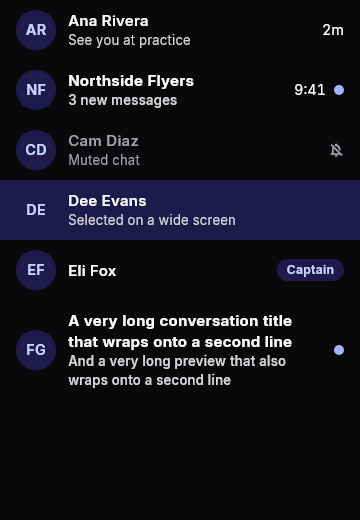 AR
Ana Rivera
2m
See you at practice
NF
Northside Flyers
9:41
3 new messages
CD
Cam Diaz
Muted chat
DE
Dee Evans
Selected on a wide screen
EF
Eli Fox
Captain
FG
A very long conversation title
that wraps onto a second line
And a very long preview that also
wraps onto a second line